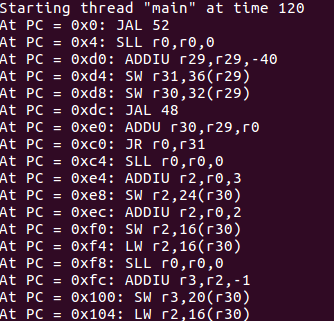 Starting thread "main" at time 120
At PC = 0x0: JAL 52
At PC = 0x4: SLL r0,r0,0
At PC = 0xd0: ADDIU r29,r29,-40
At PC = 0xd4: SW r31,36(r29)
At PC = 0xd8: SW r30,32(r29)
At PC = 0xdc: JAL 48
At PC = 0xe0: ADDU r30,r29,r0
At PC = 0xc0: JR r0,r31
At PC = 0xc4: SLL r0,r0,0
At PC = 0xe4: ADDIU r2,r0,3
At PC = 0xe8: SW r2,24(r30)
At PC = 0xec: ADDIU r2,r0,2
At PC = 0xf0: SW r2,16(r30)
At PC = 0xf4: LW r2,16(r30)
At PC = 0xf8: SLL r0,r0,0
At PC = 0xfc: ADDIU r3,r2,-1
At PC = 0x100: SW r3,20(r30)
At PC = 0x104: LW r2,16(r30)